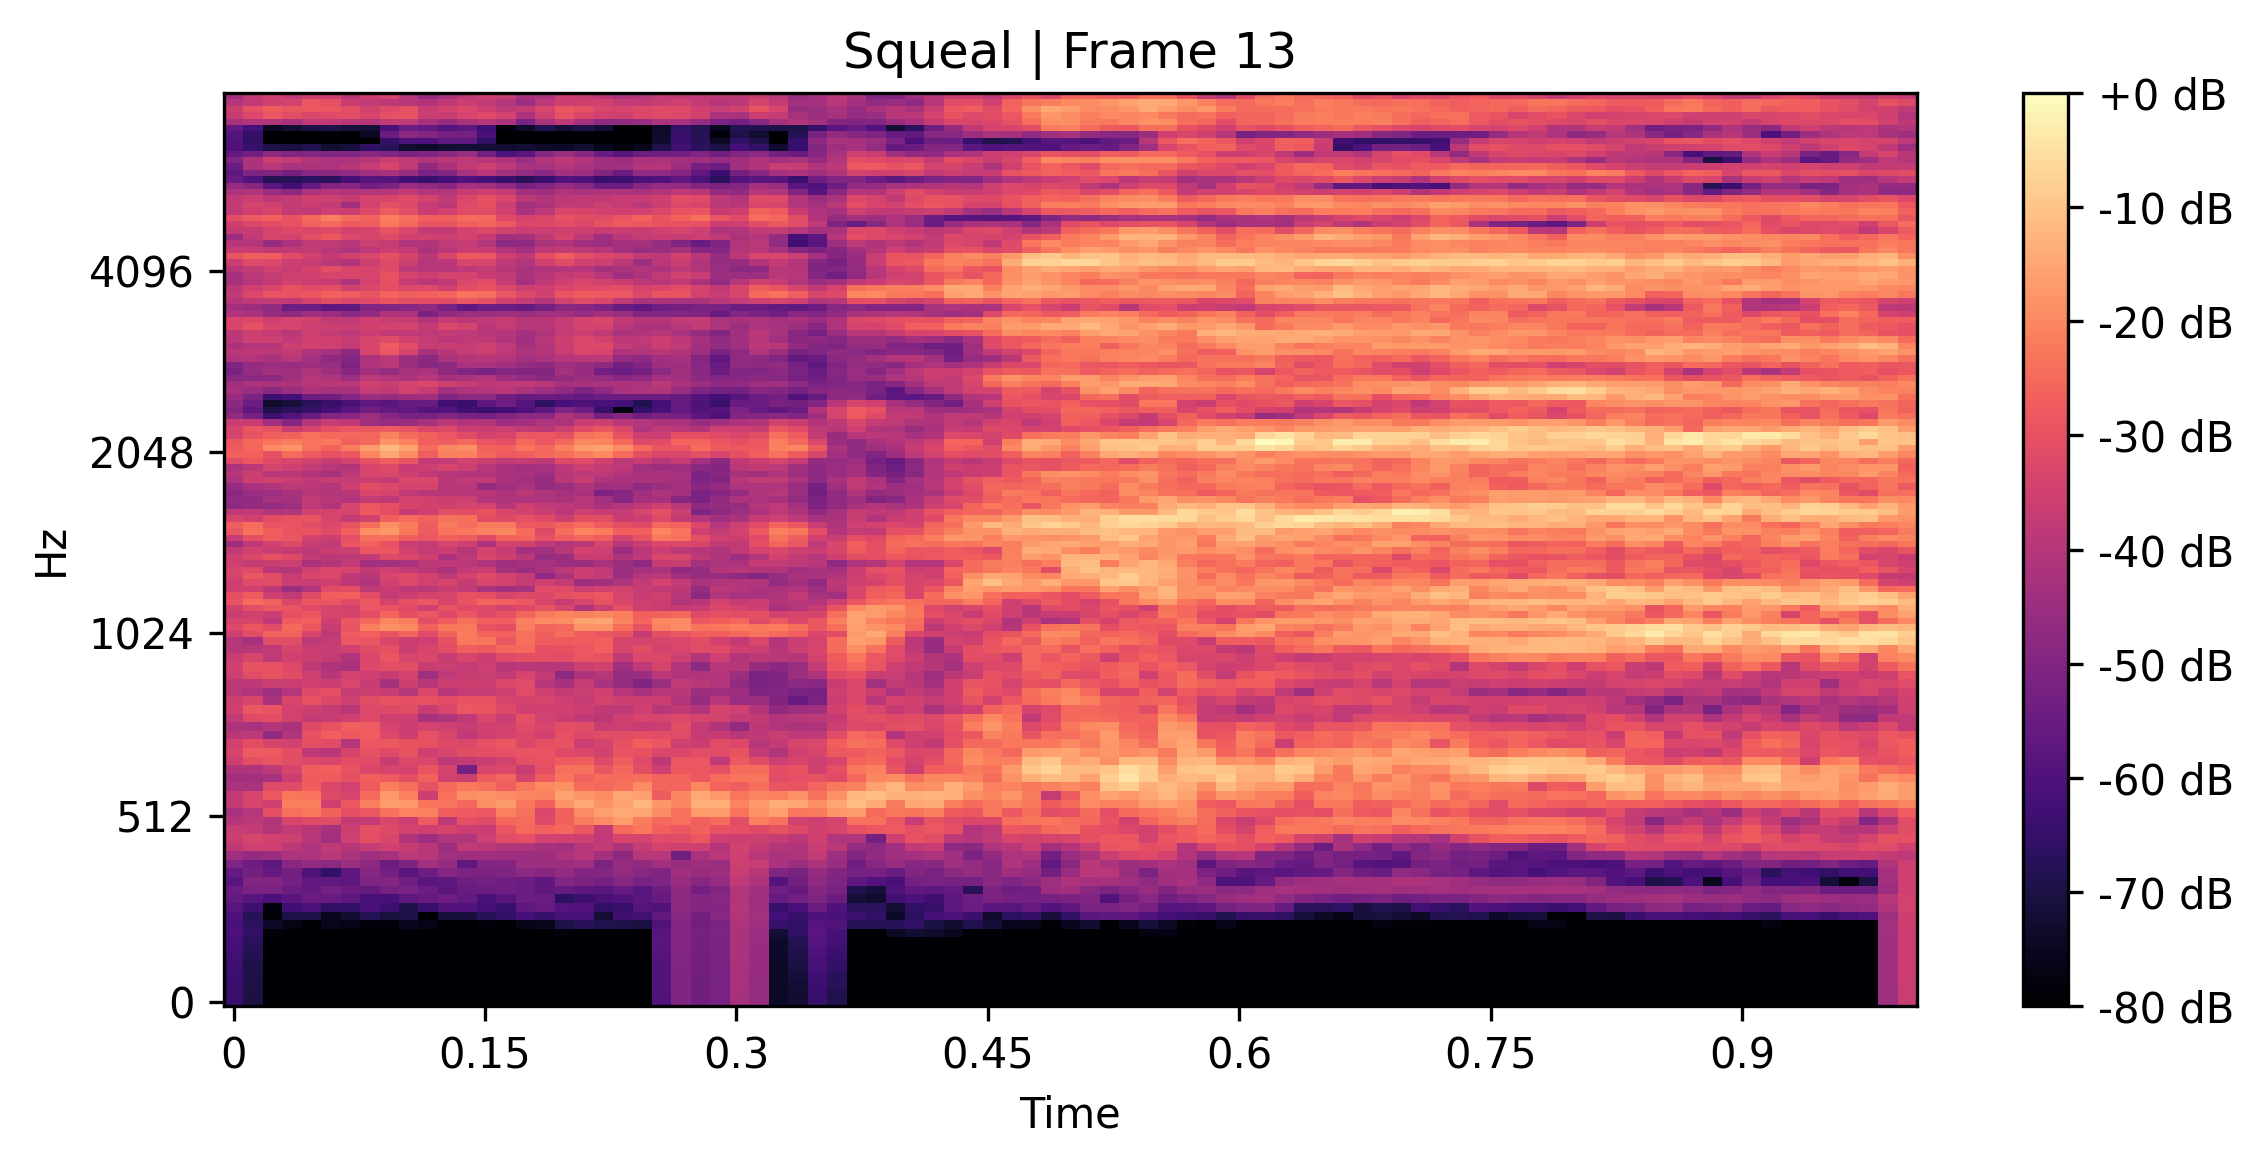 Squeal | Frame 13
+0 dB
-10 dB
-20 dB
-30 dB
-40 dB
-50 dB
-60 dB
-70 dB
-80 dB
Hz
4096
2048
1024
512
0
0 0.15 0.3 0.45 0.6 0.75 0.9
Time